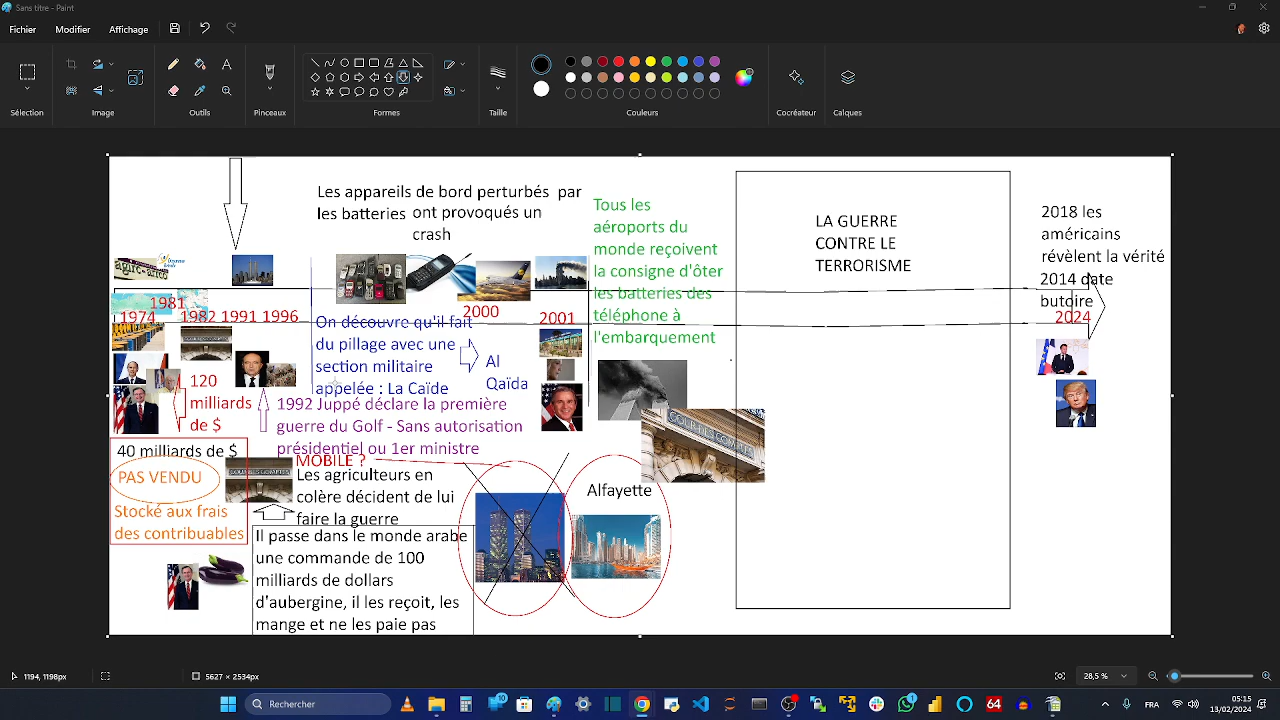 Sans titre - Paint
Fichier Modifier Affichage
Sélection Image Outils Pinceaux Formes Taille Couleurs Cocréateur Calques
Les appareils de bord perturbés par
les batteries ont provoqués un
crash
Tous les
aéroports du
monde reçoivent
la consigne d'ôter
les batteries des
téléphone à
l'embarquement
LA GUERRE
CONTRE LE
TERRORISME
2018 les
américains
révèlent la vérité
2014 date
butoire
2024
1974
1981
1982 1991 1996
2000
2001
On découvre qu'il fait
du pillage avec une
section militaire
appelée : La Caïde
Al
Qaïda
120
milliards
de $
1992 Juppé déclare la première
guerre du Golf - Sans autorisation
présidentiel ou 1er ministre
40 milliards de $
PAS VENDU
Stocké aux frais
des contribuables
COUR DES COMPTES
MOBILE ?
Les agriculteurs en
colère décident de lui
faire la guerre
Il passe dans le monde arabe
une commande de 100
milliards de dollars
d'aubergine, il les reçoit, les
mange et ne les paie pas
Alfayette
COUR DES COMPTES
1194, 1198px
5627 × 2534px
28,5 %
Rechercher
FRA
05:15
13/02/2024